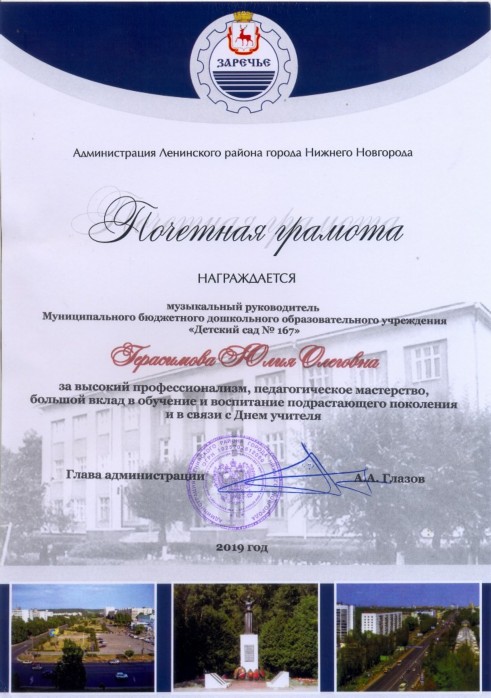 ЗАРЕЧЬЕ
Администрация Ленинского района города Нижнего Новгорода
Почетная грамота
НАГРАЖДАЕТСЯ
музыкальный руководитель
Муниципального бюджетного дошкольного образовательного учреждения
«Детский сад № 167»
Герасимова Юлия Олеговна
за высокий профессионализм, педагогическое мастерство,
большой вклад в обучение и воспитание подрастающего поколения
и в связи с Днем учителя
Глава администрации А.А. Глазов
2019 год